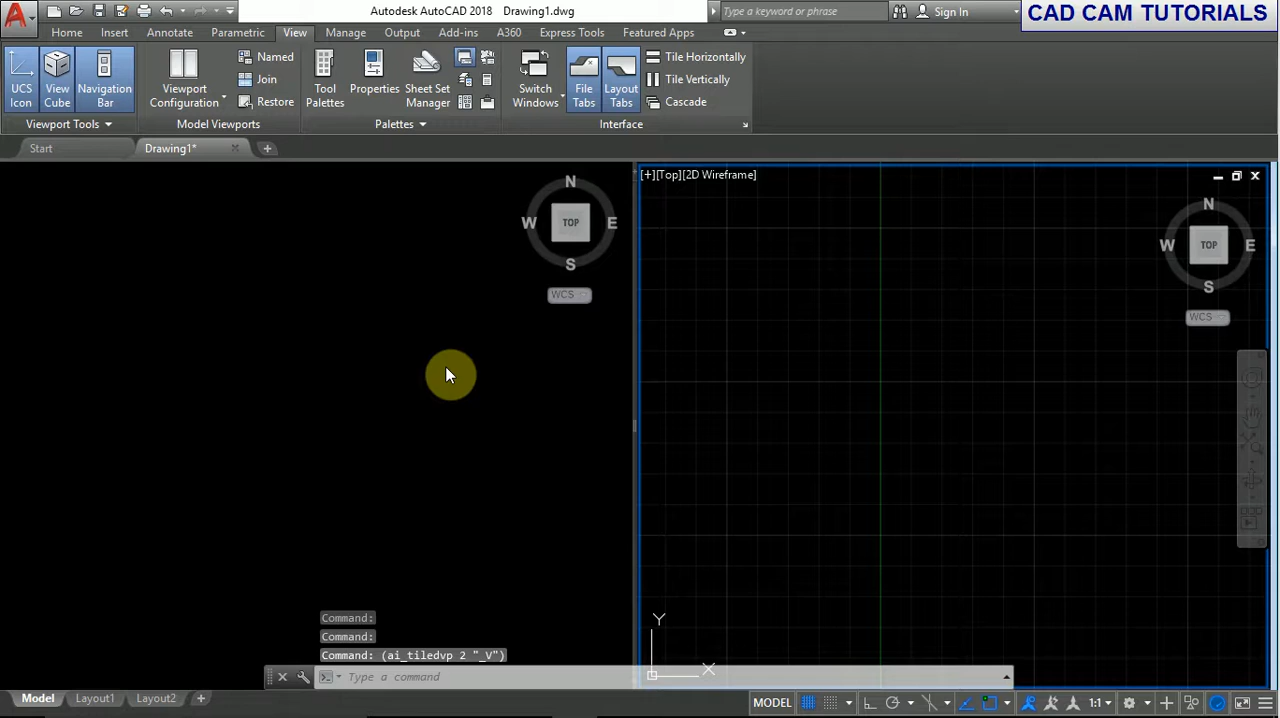 Autodesk AutoCAD 2018 Drawing1.dwg
Type a keyword or phrase
Sign In
CAD CAM TUTORIALS
Home Insert Annotate Parametric View Manage Output Add-ins A360 Express Tools Featured Apps
UCS Icon
View Cube
Navigation Bar
Viewport Configuration
Named
Join
Restore
Tool Palettes
Properties
Sheet Set Manager
Switch Windows
File Tabs
Layout Tabs
Tile Horizontally
Tile Vertically
Cascade
Viewport Tools
Model Viewports
Palettes
Interface
Start
Drawing1*
N
W TOP E
S
WCS
[+][Top][2D Wireframe]
N
W TOP E
S
WCS
Y
X
Command:
Command:
Command: (ai_tiledvp 2 "_V")
Type a command
Model Layout1 Layout2 +
MODEL
1:1